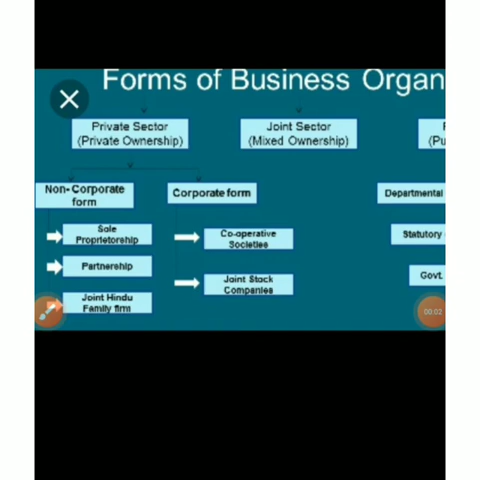 Forms of Business Organ
Private Sector
(Private Ownership)
Joint Sector
(Mixed Ownership)
(Pu
Non-Corporate
form
Corporate form
Departmental
Sole
Proprietorship
Co-operative
Societies
Statutory
Partnership
Joint Stock
Companies
Govt.
Joint Hindu
Family firm
00:02